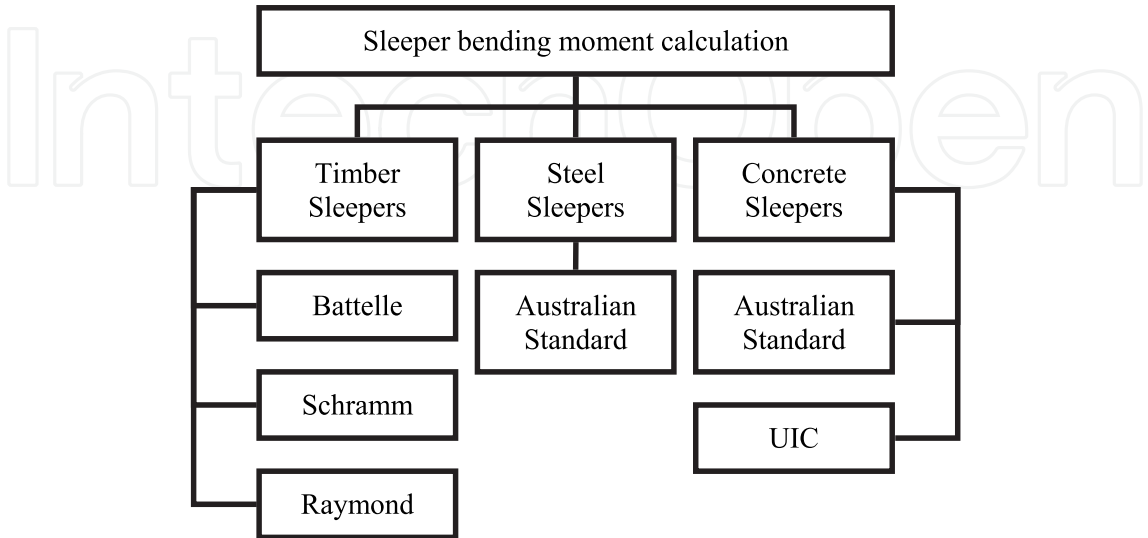 IntechOpen
Sleeper bending moment calculation
Timber
Sleepers
Steel
Sleepers
Concrete
Sleepers
Battelle
Australian
Standard
Australian
Standard
Schramm
UIC
Raymond